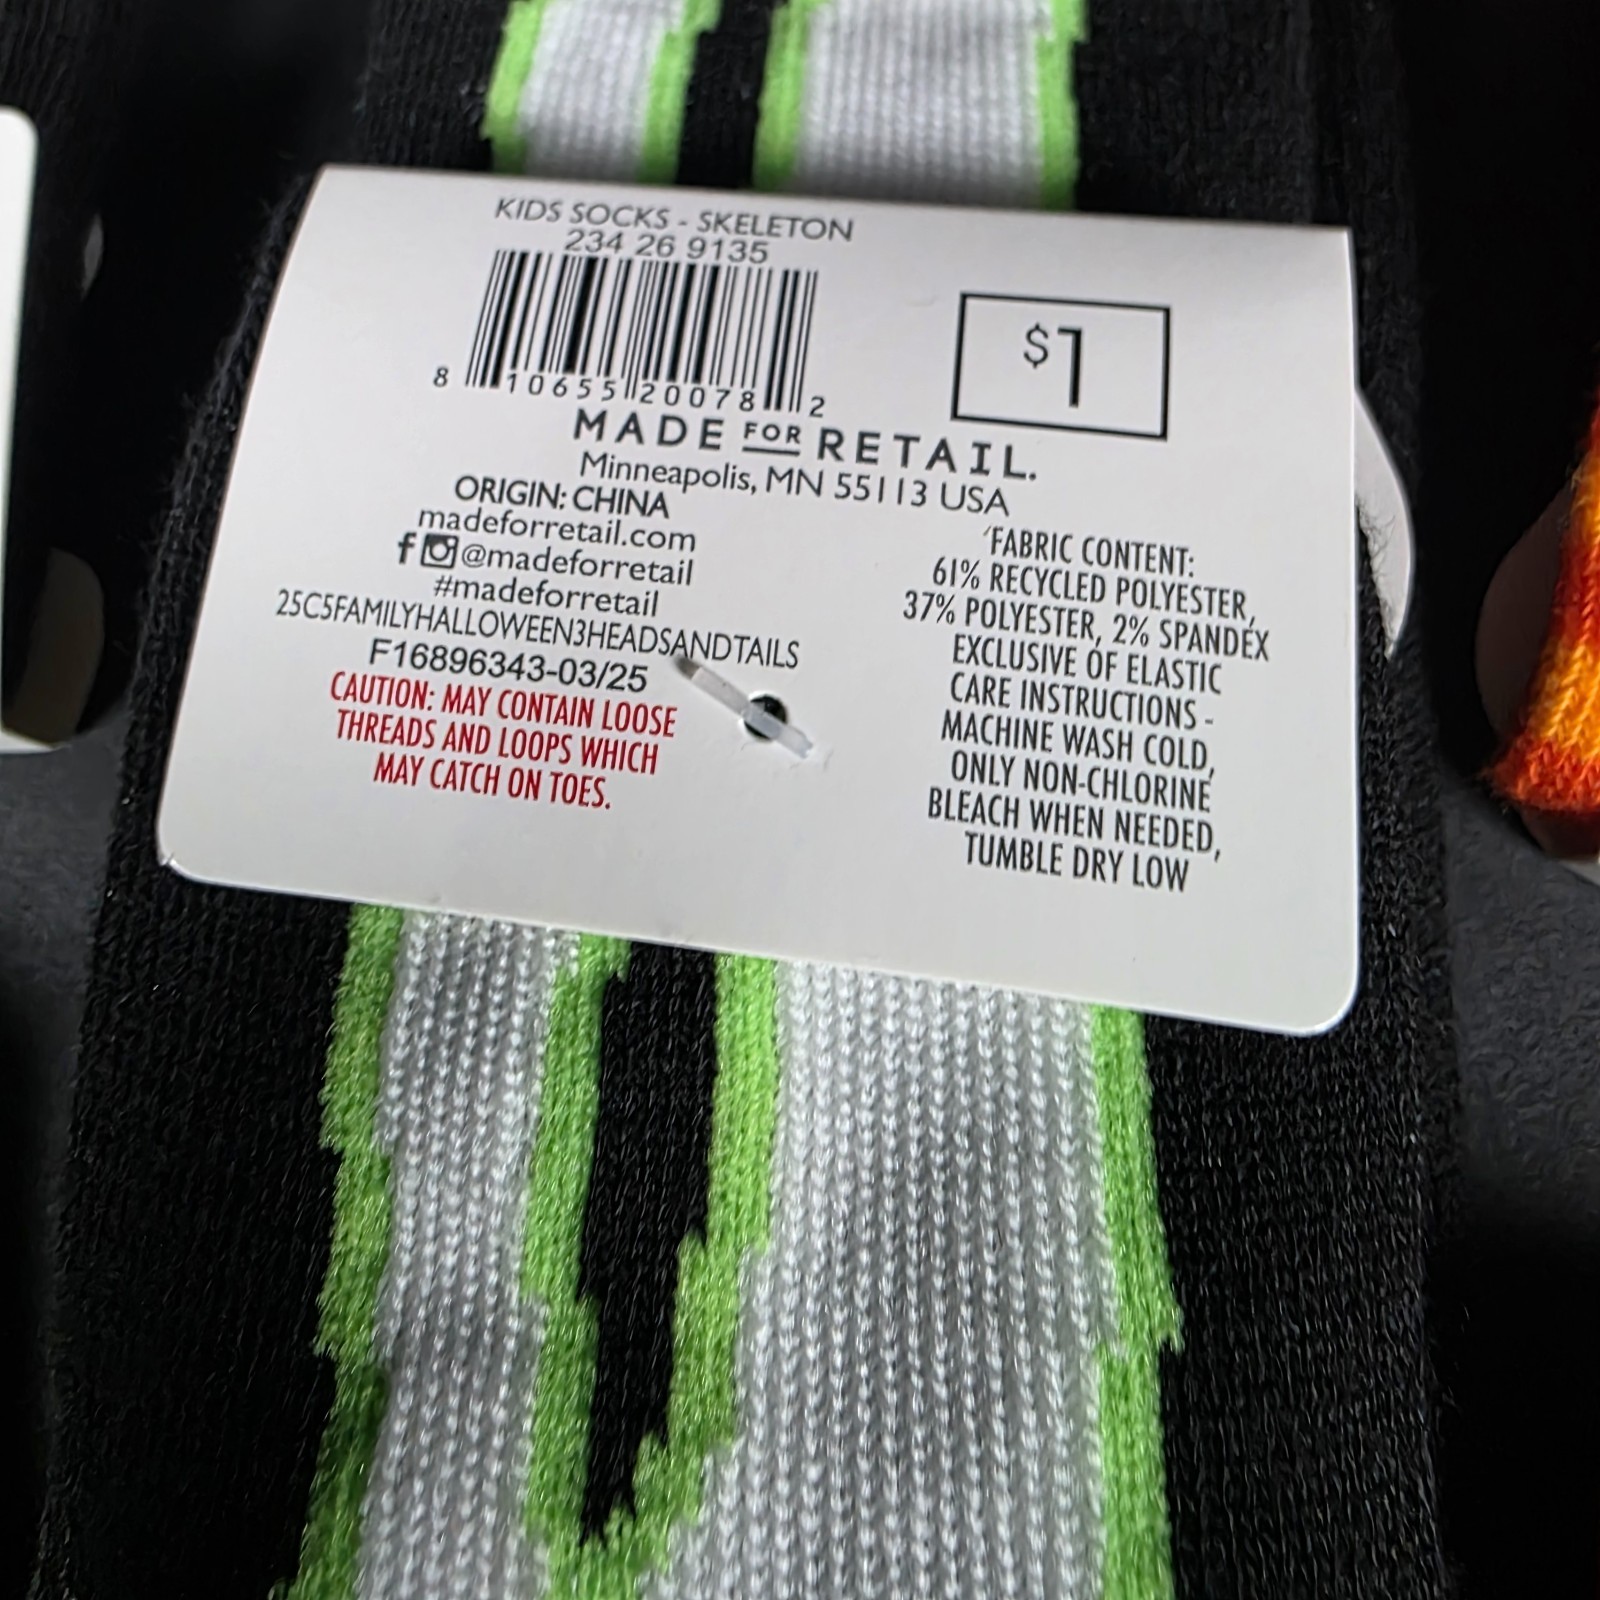 KIDS SOCKS - SKELETON
234 26 9135
8 10655 20078 2
$1
MADE FOR RETAIL.
Minneapolis, MN 55113 USA
ORIGIN: CHINA
madeforretail.com
@madeforretail
#madeforretail
25C5FAMILYHALLOWEEN3HEADSANDTAILS
F16896343-03/25
CAUTION: MAY CONTAIN LOOSE
THREADS AND LOOPS WHICH
MAY CATCH ON TOES.
'FABRIC CONTENT:
61% RECYCLED POLYESTER,
37% POLYESTER, 2% SPANDEX
EXCLUSIVE OF ELASTIC
CARE INSTRUCTIONS -
MACHINE WASH COLD,
ONLY NON-CHLORINE
BLEACH WHEN NEEDED,
TUMBLE DRY LOW